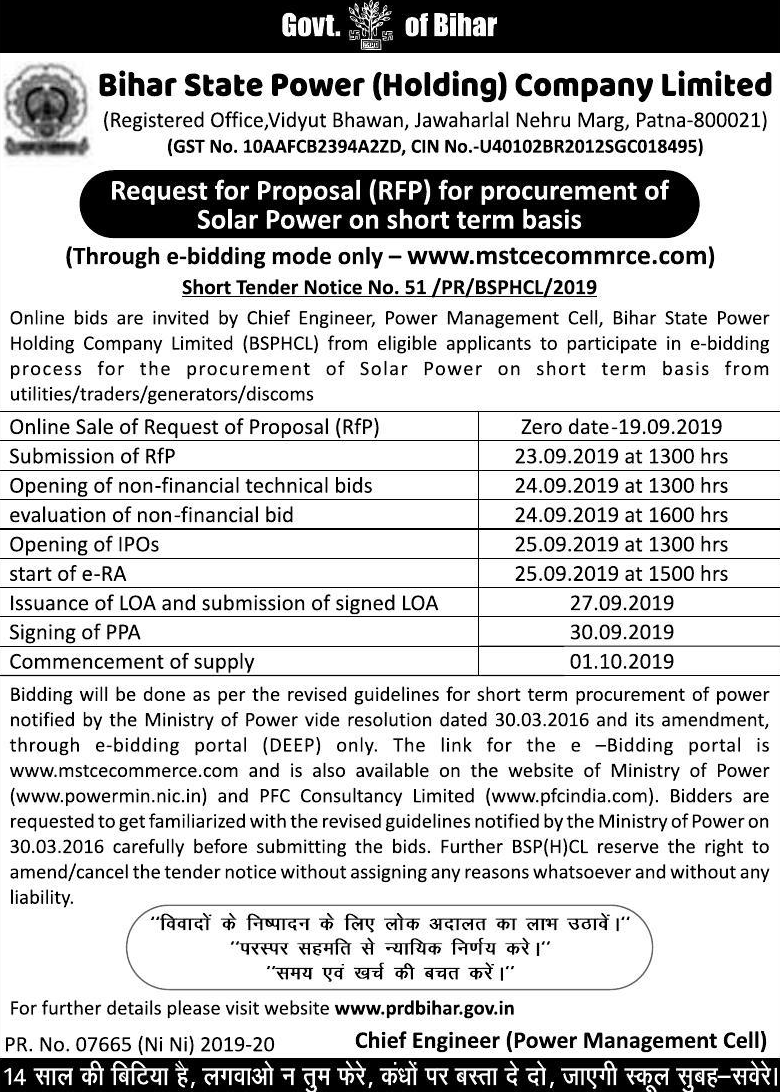 Govt. of Bihar
Bihar State Power (Holding) Company Limited
(Registered Office,Vidyut Bhawan, Jawaharlal Nehru Marg, Patna-800021)
(GST No. 10AAFCB2394A2ZD, CIN No.-U40102BR2012SGC018495)
Request for Proposal (RFP) for procurement of
Solar Power on short term basis
(Through e-bidding mode only – www.mstcecommrce.com)
Short Tender Notice No. 51 /PR/BSPHCL/2019
Online bids are invited by Chief Engineer, Power Management Cell, Bihar State Power
Holding Company Limited (BSPHCL) from eligible applicants to participate in e-bidding
process for the procurement of Solar Power on short term basis from
utilities/traders/generators/discoms
Online Sale of Request of Proposal (RfP) Zero date-19.09.2019
Submission of RfP 23.09.2019 at 1300 hrs
Opening of non-financial technical bids 24.09.2019 at 1300 hrs
evaluation of non-financial bid 24.09.2019 at 1600 hrs
Opening of IPOs 25.09.2019 at 1300 hrs
start of e-RA 25.09.2019 at 1500 hrs
Issuance of LOA and submission of signed LOA 27.09.2019
Signing of PPA 30.09.2019
Commencement of supply 01.10.2019
Bidding will be done as per the revised guidelines for short term procurement of power
notified by the Ministry of Power vide resolution dated 30.03.2016 and its amendment,
through e-bidding portal (DEEP) only. The link for the e –Bidding portal is
www.mstcecommerce.com and is also available on the website of Ministry of Power
(www.powermin.nic.in) and PFC Consultancy Limited (www.pfcindia.com). Bidders are
requested to get familiarized with the revised guidelines notified by the Ministry of Power on
30.03.2016 carefully before submitting the bids. Further BSP(H)CL reserve the right to
amend/cancel the tender notice without assigning any reasons whatsoever and without any
liability.
"विवादों के निष्पादन के लिए लोक अदालत का लाभ उठावें।"
"परस्पर सहमति से न्यायिक निर्णय करे।"
"समय एवं खर्च की बचत करें।"
For further details please visit website www.prdbihar.gov.in
PR. No. 07665 (Ni Ni) 2019-20 Chief Engineer (Power Management Cell)
14 साल की बिटिया है, लगवाओ न तुम फेरे, कंधों पर बस्ता दे दो, जाएगी स्कूल सुबह-सवेरे।